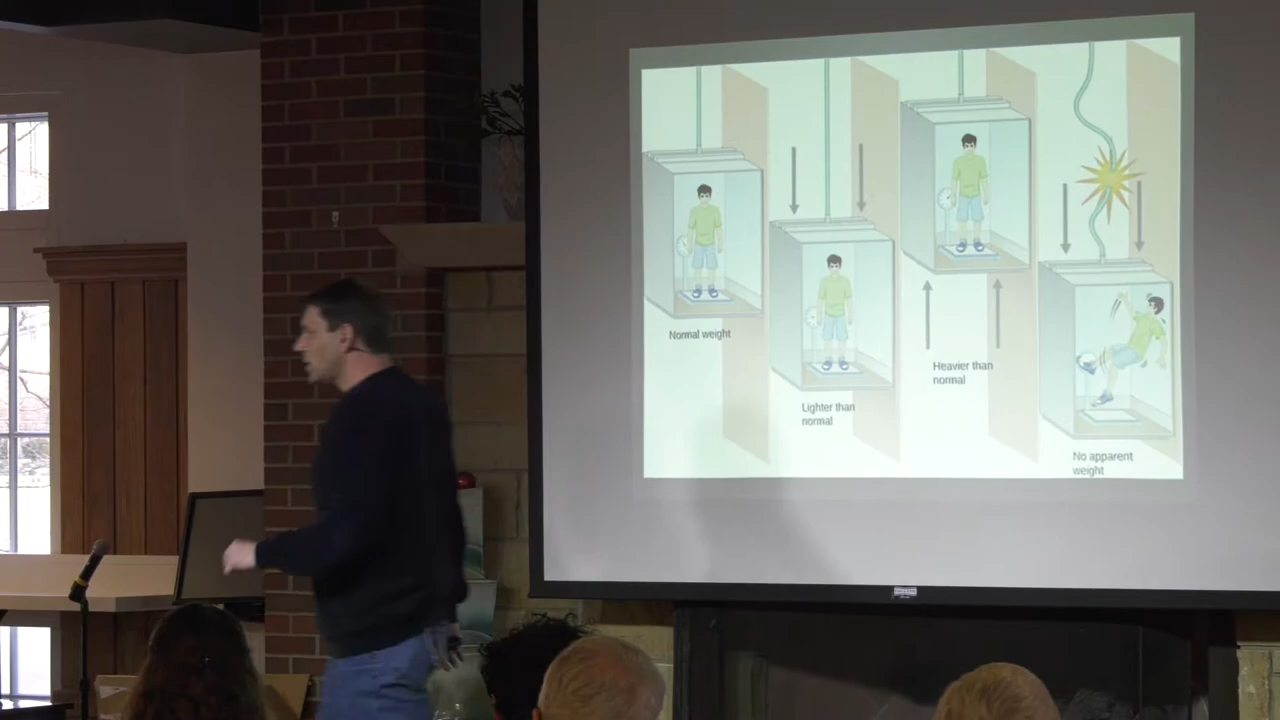 Normal weight
Lighter than
normal
Heavier than
normal
No apparent
weight